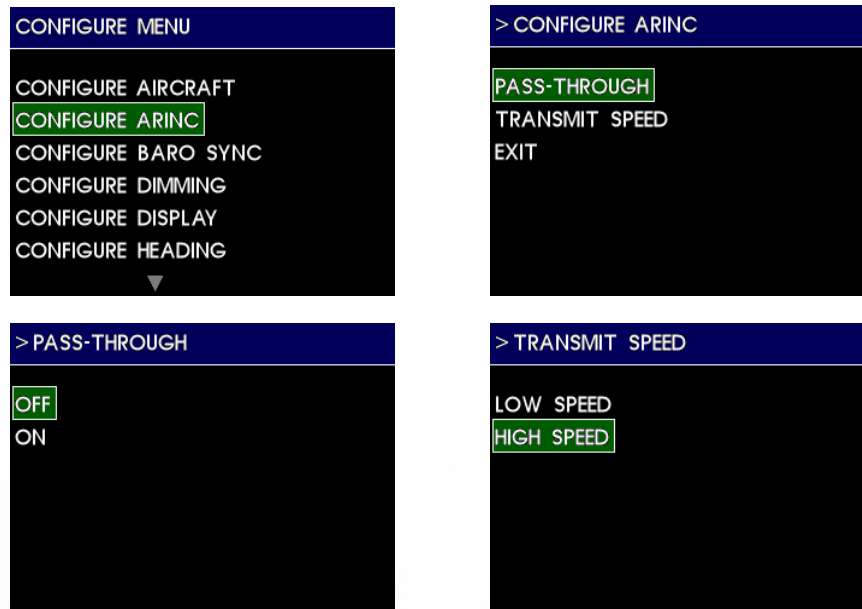 CONFIGURE MENU
CONFIGURE AIRCRAFT
CONFIGURE ARINC
CONFIGURE BARO SYNC
CONFIGURE DIMMING
CONFIGURE DISPLAY
CONFIGURE HEADING
>CONFIGURE ARINC
PASS-THROUGH
TRANSMIT SPEED
EXIT
>PASS-THROUGH
OFF
ON
>TRANSMIT SPEED
LOW SPEED
HIGH SPEED